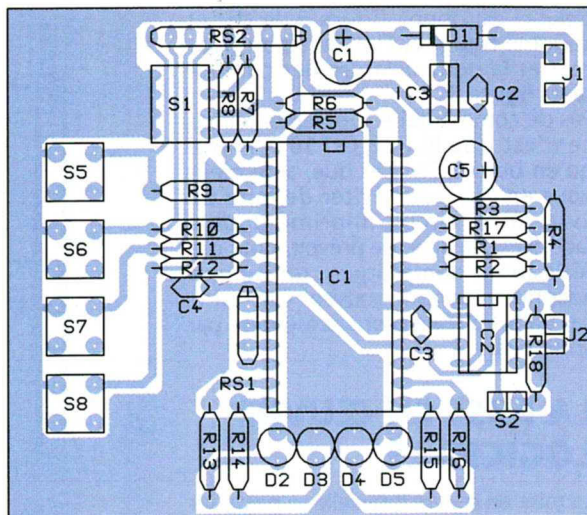 RS2
C1
D1
J1
S1
R8
R7
R6
R5
IC3
C2
S5
R9
C5
S6
R10
R11
R12
R3
R17
R1
R2
R4
IC1
C4
S7
RS1
C3
IC2
R18
J2
S8
S2
R13
R14
D2
D3
D4
D5
R15
R16